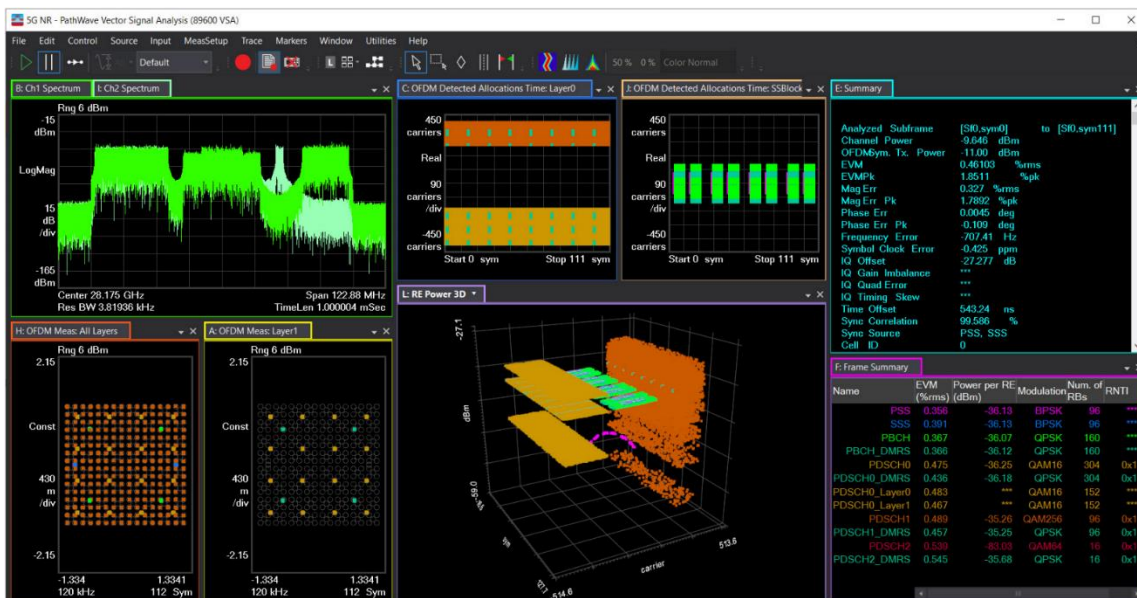 5G NR - PathWave Vector Signal Analysis (89600 VSA)
File Edit Control Source Input MeasSetup Trace Markers Window Utilities Help
Default
50 % 0 % Color Normal
B: Ch1 Spectrum I: Ch2 Spectrum
Rng 6 dBm
-15
dBm
LogMag
15
dB
/div
-165
dBm
Center 28.175 GHz Span 122.88 MHz
Res BW 3.81936 kHz TimeLen 1.000004 mSec
C: OFDM Detected Allocations Time: Layer0
450
carriers
Real
90
carriers
/div
-450
carriers
Start 0 sym Stop 111 sym
J: OFDM Detected Allocations Time: SSBlock
450
carriers
Real
90
carriers
/div
-450
carriers
Start 0 sym Stop 111 sym
E: Summary
Analyzed Subframe [Sf0,sym0] to [Sf0,sym111]
Channel Power -9.646 dBm
OFDMSym. Tx. Power -11.00 dBm
EVM 0.46103 %rms
EVMPk 1.8511 %pk
Mag Err 0.327 %rms
Mag Err Pk 1.7892 %pk
Phase Err 0.0045 deg
Phase Err Pk -0.109 deg
Frequency Error -707.41 Hz
Symbol Clock Error -0.425 ppm
IQ Offset -27.277 dB
IQ Gain Imbalance ***
IQ Quad Error ***
IQ Timing Skew ***
Time Offset 543.24 ns
Sync Correlation 99.586 %
Sync Source PSS, SSS
Cell ID 0
H: OFDM Meas: All Layers
Rng 6 dBm
2.15
Const
430
m
/div
-2.15
-1.334 1.3341
120 kHz 112 Sym
A: OFDM Meas: Layer1
Rng 6 dBm
2.15
Const
430
m
/div
-2.15
-1.334 1.3341
120 kHz 112 Sym
L: RE Power 3D
-27.1
dBm
-59.0
carrier
513.6
-514.6
F: Frame Summary
Name EVM (%rms) Power per RE (dBm) Modulation Num. of RBs RNTI
PSS 0.356 -36.13 BPSK 96 ***
SSS 0.391 -36.13 BPSK 96 ***
PBCH 0.367 -36.07 QPSK 160 ***
PBCH_DMRS 0.366 -36.12 QPSK 160 ***
PDSCH0 0.475 -36.25 QAM16 304 0x1
PDSCH0_DMRS 0.436 -36.18 QPSK 304 0x1
PDSCH0_Layer0 0.483 *** QAM16 152 ***
PDSCH0_Layer1 0.467 *** QAM16 152 ***
PDSCH1 0.489 -35.26 QAM256 96 0x1
PDSCH1_DMRS 0.457 -35.25 QPSK 96 0x1
PDSCH2 0.539 -83.03 QAM64 16 0x1
PDSCH2_DMRS 0.545 -35.68 QPSK 16 0x1